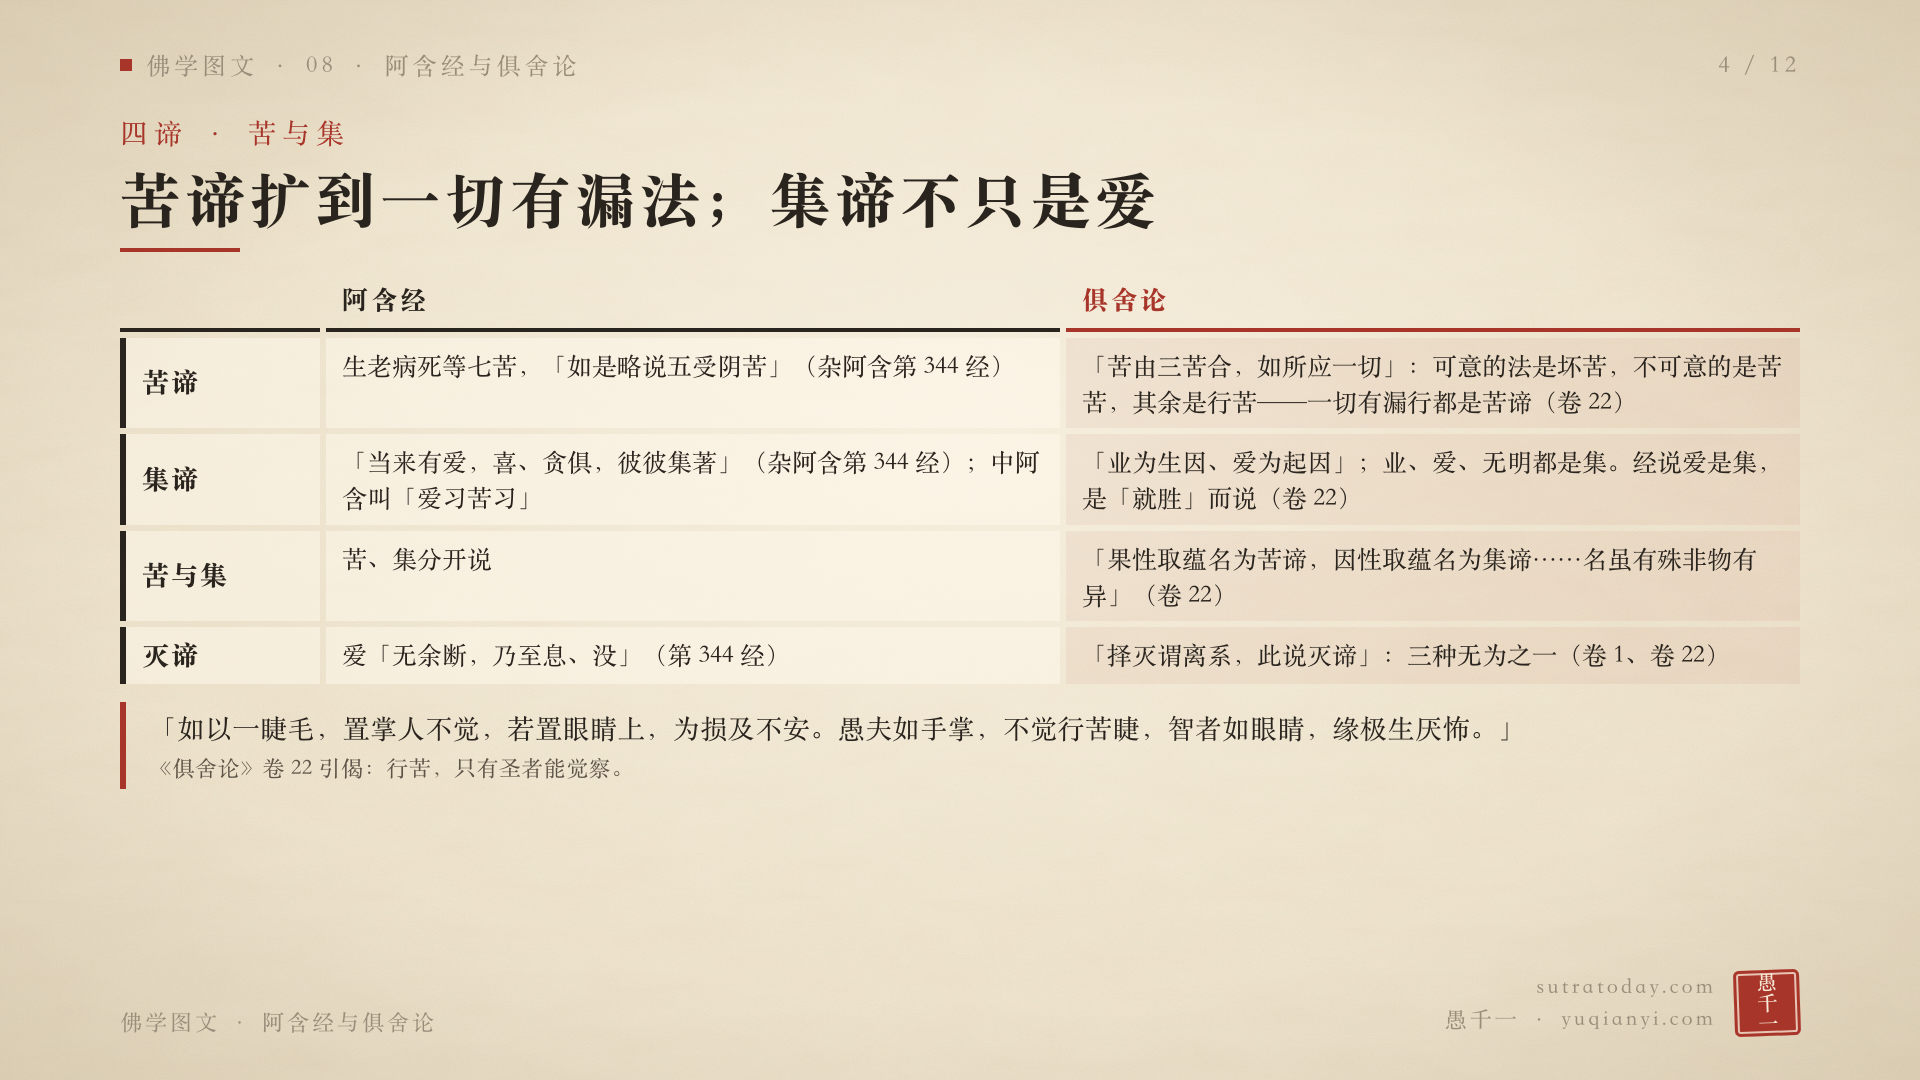 佛学图文 · 08 · 阿含经与俱舍论
4 / 12
四谛 · 苦与集
苦谛扩到一切有漏法；集谛不只是爱
阿含经
俱舍论
苦谛
生老病死等七苦，「如是略说五受阴苦」（杂阿含第 344 经）
「苦由三苦合，如所应一切」：可意的法是坏苦，不可意的是苦
苦，其余是行苦——一切有漏行都是苦谛（卷 22）
集谛
「当来有爱，喜、贪俱，彼彼集著」（杂阿含第 344 经）；中阿
含叫「爱习苦习」
「业为生因、爱为起因」；业、爱、无明都是集。经说爱是集，
是「就胜」而说（卷 22）
苦与集
苦、集分开说
「果性取蕴名为苦谛，因性取蕴名为集谛……名虽有殊非物有
异」（卷 22）
灭谛
爱「无余断，乃至息、没」（第 344 经）
「择灭谓离系，此说灭谛」：三种无为之一（卷 1、卷 22）
「如以一睫毛，置掌人不觉，若置眼睛上，为损及不安。愚夫如手掌，不觉行苦睫，智者如眼睛，缘极生厌怖。」
《俱舍论》卷 22 引偈：行苦，只有圣者能觉察。
佛学图文 · 阿含经与俱舍论
sutratoday.com
愚千一 · yuqianyi.com
愚千一